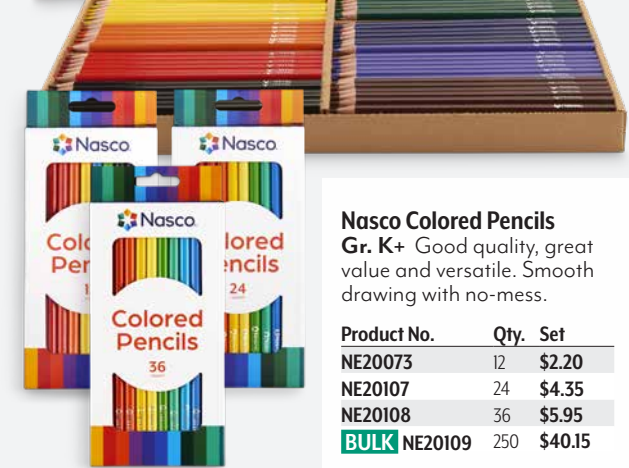 Nasco
Nasco
Nasco
Colored
Pencils
24
Colored
Pencils
36
Nasco Colored Pencils
Gr. K+ Good quality, great
value and versatile. Smooth
drawing with no-mess.
Product No. Qty. Set
NE20073 12 $2.20
NE20107 24 $4.35
NE20108 36 $5.95
BULK NE20109 250 $40.15